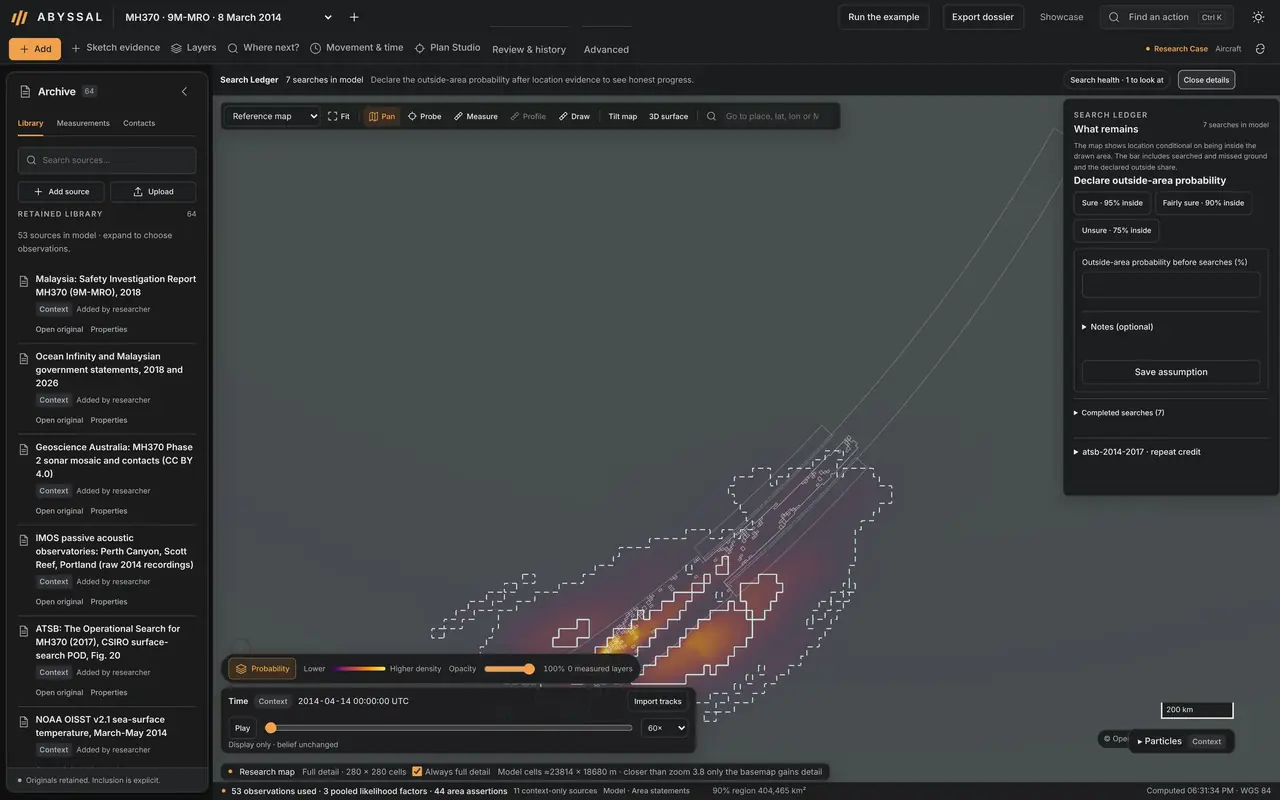 ABYSSAL
MH370 · 9M-MRO · 8 March 2014
Run the example
Export dossier
Showcase
Find an action Ctrl K
Add
Sketch evidence
Layers
Where next?
Movement & time
Plan Studio
Review & history
Advanced
Research Case Aircraft
Archive 64
Library Measurements Contacts
Search sources...
Add source
Upload
RETAINED LIBRARY 64
53 sources in model · expand to choose
observations.
Malaysia: Safety Investigation Report
MH370 (9M-MRO), 2018
Context Added by researcher
Open original Properties
Ocean Infinity and Malaysian
government statements, 2018 and
2026
Context Added by researcher
Open original Properties
Geoscience Australia: MH370 Phase
2 sonar mosaic and contacts (CC BY
4.0)
Context Added by researcher
Open original Properties
IMOS passive acoustic
observatories: Perth Canyon, Scott
Reef, Portland (raw 2014 recordings)
Context Added by researcher
Open original Properties
ATSB: The Operational Search for
MH370 (2017), CSIRO surface-
search POD, Fig. 20
Context Added by researcher
Open original Properties
NOAA OISST v2.1 sea-surface
temperature, March-May 2014
Context Added by researcher
Originals retained. Inclusion is explicit.
Search Ledger 7 searches in model Declare the outside-area probability after location evidence to see honest progress.
Search health · 1 to look at
Close details
Reference map
Fit
Pan
Probe
Measure
Profile
Draw
Tilt map
3D surface
Go to place, lat, lon or M
SEARCH LEDGER
What remains
7 searches in model
The map shows location conditional on being inside the
drawn area. The bar includes searched and missed ground
and the declared outside share.
Declare outside-area probability
Sure · 95% inside
Fairly sure · 90% inside
Unsure · 75% inside
Outside-area probability before searches (%)
Notes (optional)
Save assumption
Completed searches (7)
atsb-2014-2017 · repeat credit
Probability Lower Higher density Opacity 100% 0 measured layers
Time Context 2014-04-14 00:00:00 UTC Import tracks
Play 60×
Display only · belief unchanged
200 km
© Ope
Particles Context
Research map Full detail · 280 × 280 cells Always full detail Model cells ≈23814 × 18680 m · closer than zoom 3.8 only the basemap gains detail
53 observations used · 3 pooled likelihood factors · 44 area assertions 11 context-only sources Model · Area statements 90% region 404,465 km²
Computed 06:31:34 PM · WGS 84